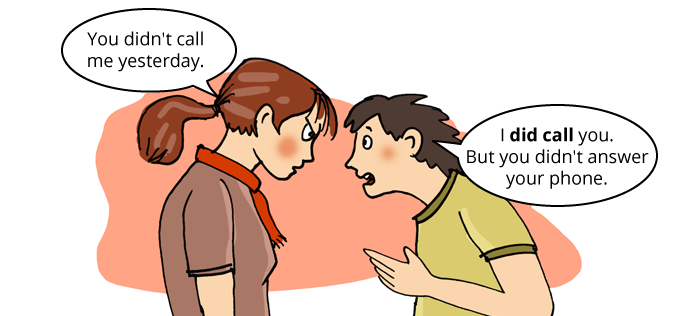 You didn't call
me yesterday.
I did call you.
But you didn't answer
your phone.